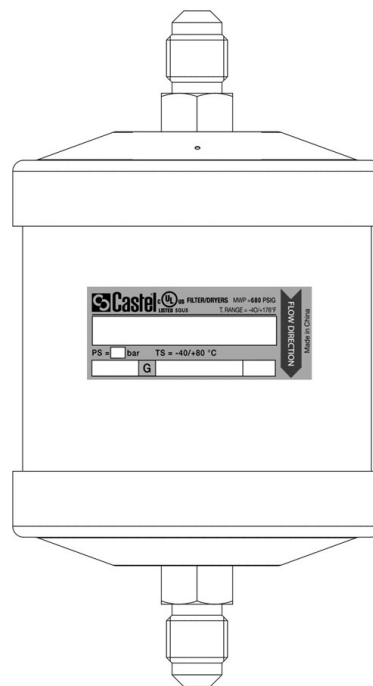 Castel c UL us FILTER/DRYERS MWP =680 PSIG
LISTED SGUS T. RANGE = -40/+176°F
PS = bar TS = -40/+80 °C
G
FLOW DIRECTION
Made in China